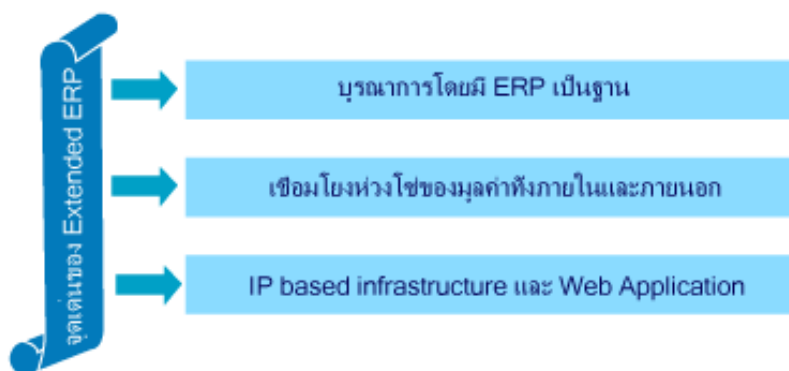 จุดเด่นของ Extended ERP
บุรณาการโดยมี ERP เป็นฐาน
เชื่อมโยงห่วงโซ่ของมูลค่าทั้งภายในและภายนอก
IP based infrastructure และ Web Application